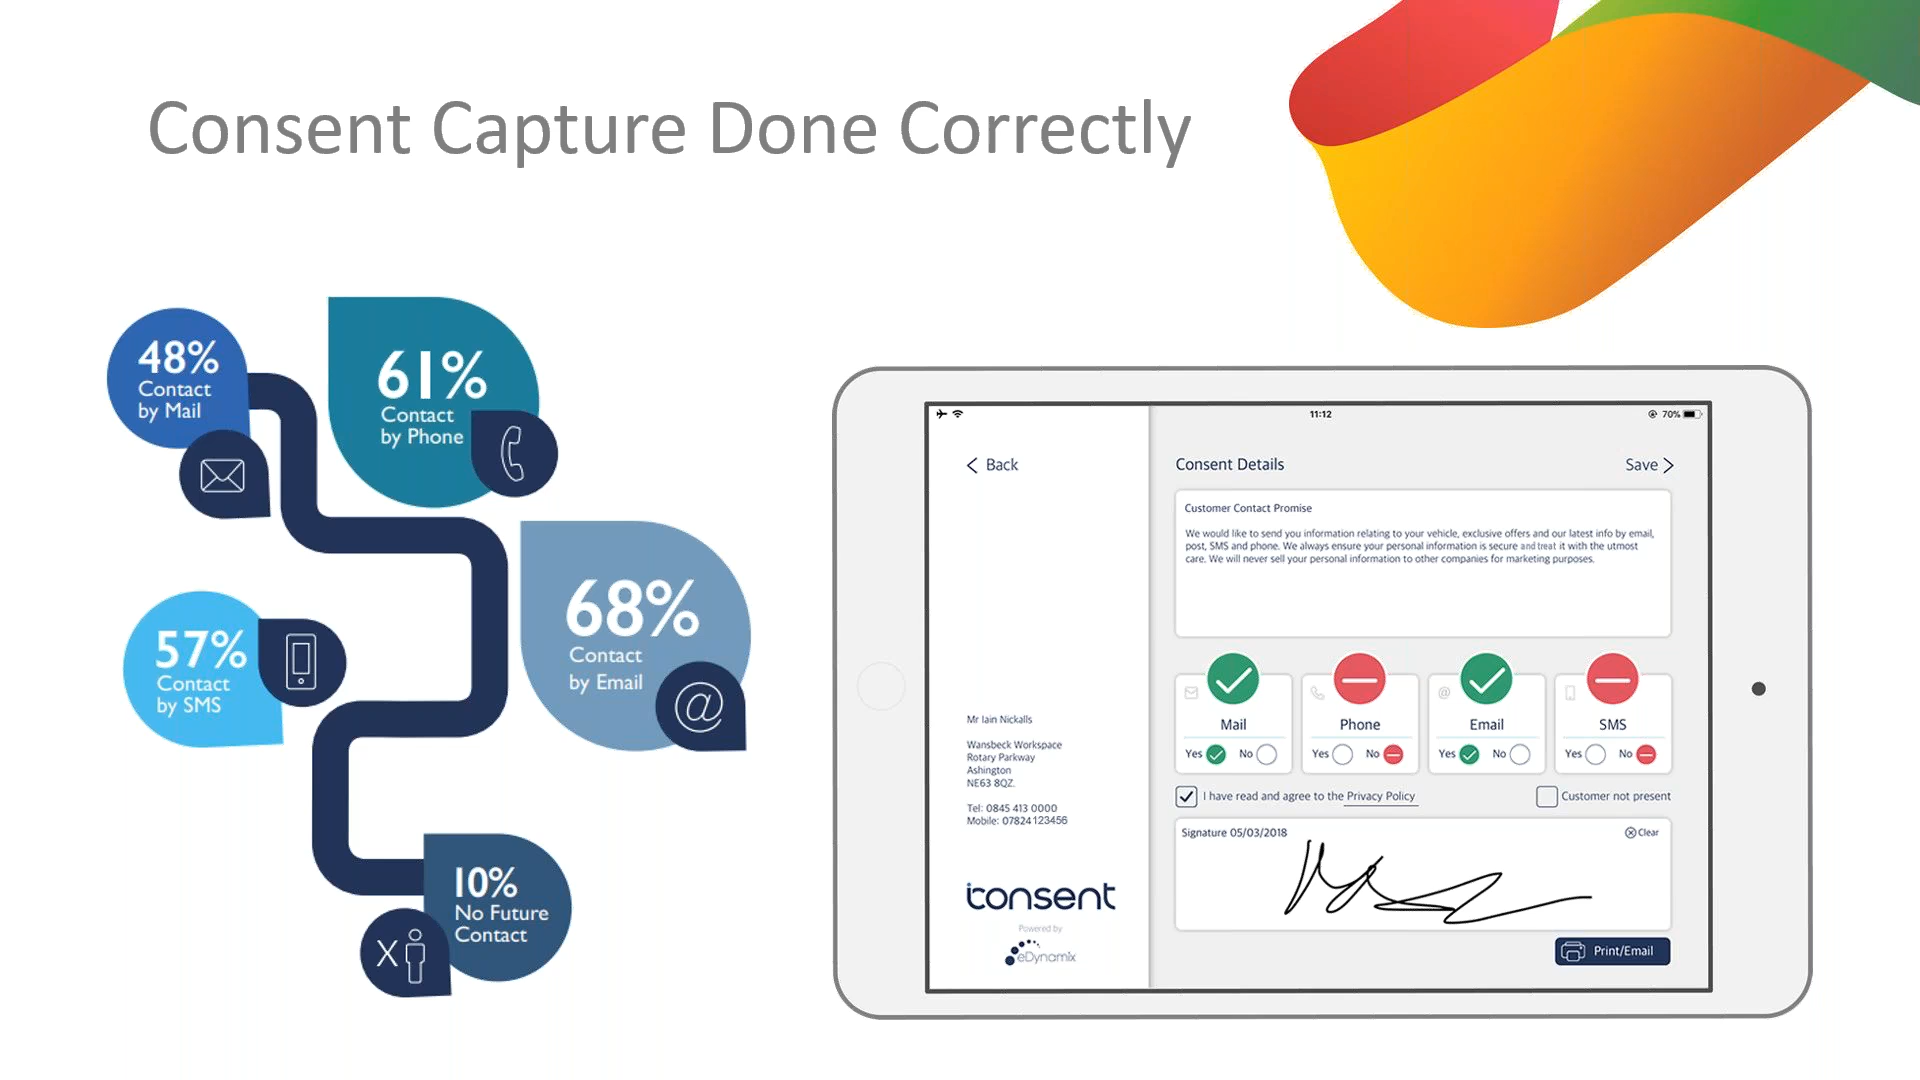 Consent Capture Done Correctly
48%
Contact
by Mail
61%
Contact
by Phone
68%
Contact
by Email
57%
Contact
by SMS
10%
No Future
Contact
X
11:12
70%
Back
Consent Details
Save
Customer Contact Promise
We would like to send you information relating to your vehicle, exclusive offers and our latest info by email,
post, SMS and phone. We always ensure your personal information is secure and treat it with the utmost
care. We will never sell your personal information to other companies for marketing purposes.
Mail
Yes No
Phone
Yes No
@
Email
Yes No
SMS
Yes No
I have read and agree to the Privacy Policy
Customer not present
Signature 05/03/2018
Clear
Print/Email
Mr Iain Nickalls
Wansbeck Workspace
Rotary Parkway
Ashington
NE63 8QZ.
Tel: 0845 413 0000
Mobile: 07824123456
iconsent
Powered by
eDynamix